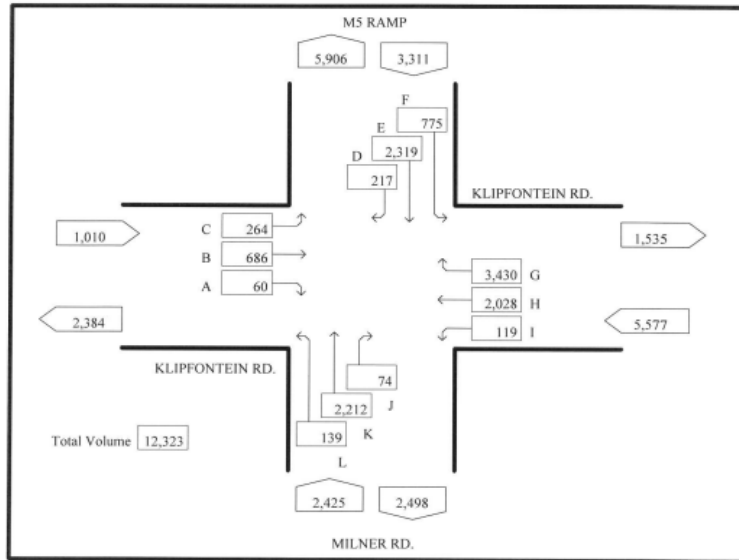 M5 RAMP
5,906 3,311
F
775
E
2,319
D
217
KLIPFONTEIN RD.
C 264
1,010
1,535
B 686
A 60
3,430 G
2,028 H
119 I
2,384
5,577
KLIPFONTEIN RD.
74
J
2,212
K
139
L
Total Volume 12,323
2,425 2,498
MILNER RD.